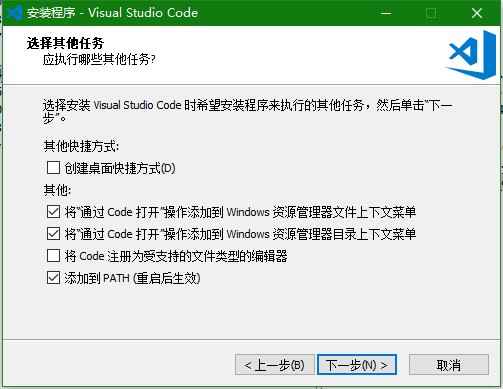 安装程序 - Visual Studio Code
选择其他任务
应执行哪些其他任务?
选择安装 Visual Studio Code 时希望安装程序来执行的其他任务，然后单击“下一
步”。
其他快捷方式:
创建桌面快捷方式(D)
其他:
将“通过 Code 打开”操作添加到 Windows 资源管理器文件上下文菜单
将“通过 Code 打开”操作添加到 Windows 资源管理器目录上下文菜单
将 Code 注册为受支持的文件类型的编辑器
添加到 PATH (重启后生效)
< 上一步(B) 下一步(N) > 取消